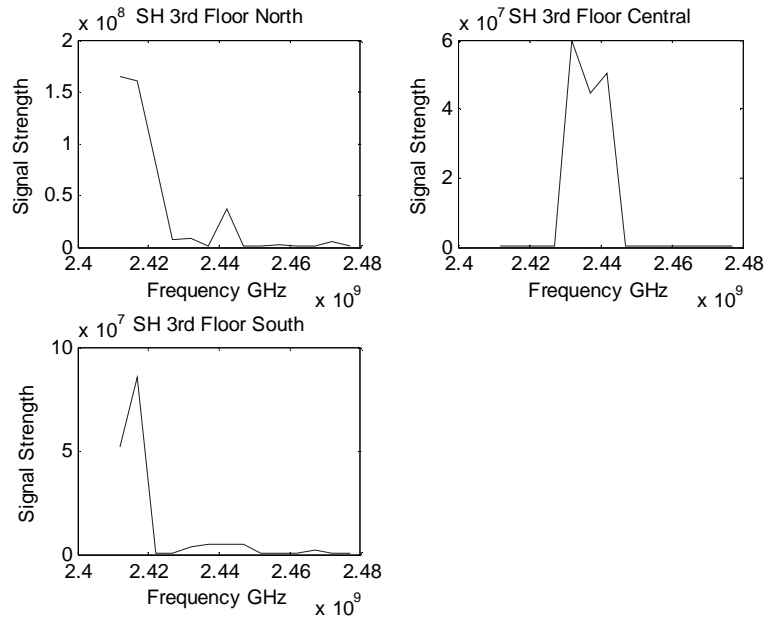 x 10^8 SH 3rd Floor North
2
1.5
1
0.5
0
Signal Strength
2.4 2.42 2.44 2.46 2.48
Frequency GHz
x 10^9
x 10^7 SH 3rd Floor Central
6
4
2
0
Signal Strength
2.4 2.42 2.44 2.46 2.48
Frequency GHz
x 10^9
x 10^7 SH 3rd Floor South
10
5
0
Signal Strength
2.4 2.42 2.44 2.46 2.48
Frequency GHz
x 10^9